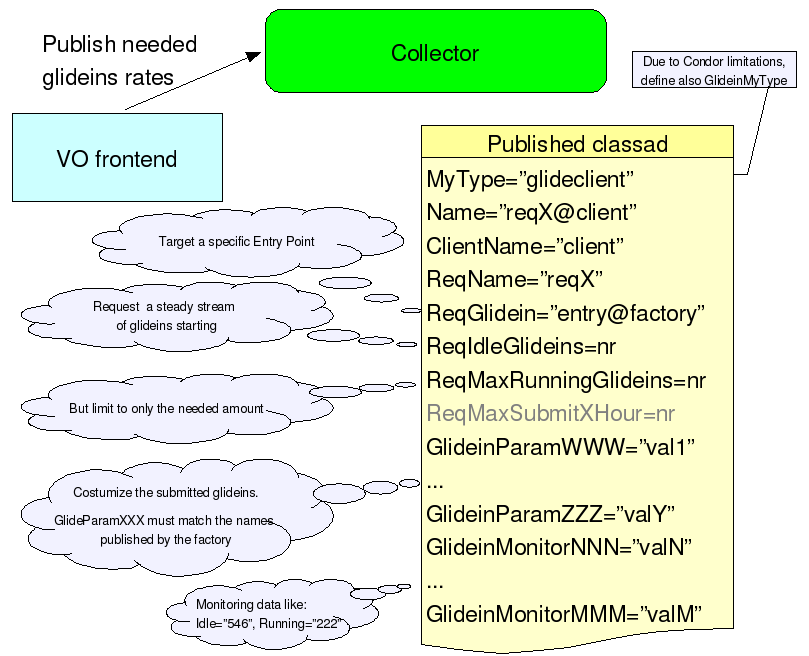 Publish needed
glideins rates
Collector
Due to Condor limitations,
define also GlideinMyType
VO frontend
Published classad
MyType=”glideclient”
Name=”reqX@client”
ClientName=”client”
ReqName=”reqX”
ReqGlidein=”entry@factory”
ReqIdleGlideins=nr
ReqMaxRunningGlideins=nr
ReqMaxSubmitXHour=nr
GlideinParamWWW=”val1”
...
GlideinParamZZZ=”valY”
GlideinMonitorNNN=”valN”
...
GlideinMonitorMMM=”valM”
Target a specific Entry Point
Request a steady stream
of glideins starting
But limit to only the needed amount
Costumize the submitted glideins.
GlideParamXXX must match the names
published by the factory
Monitoring data like:
Idle=”546”, Running=”222”